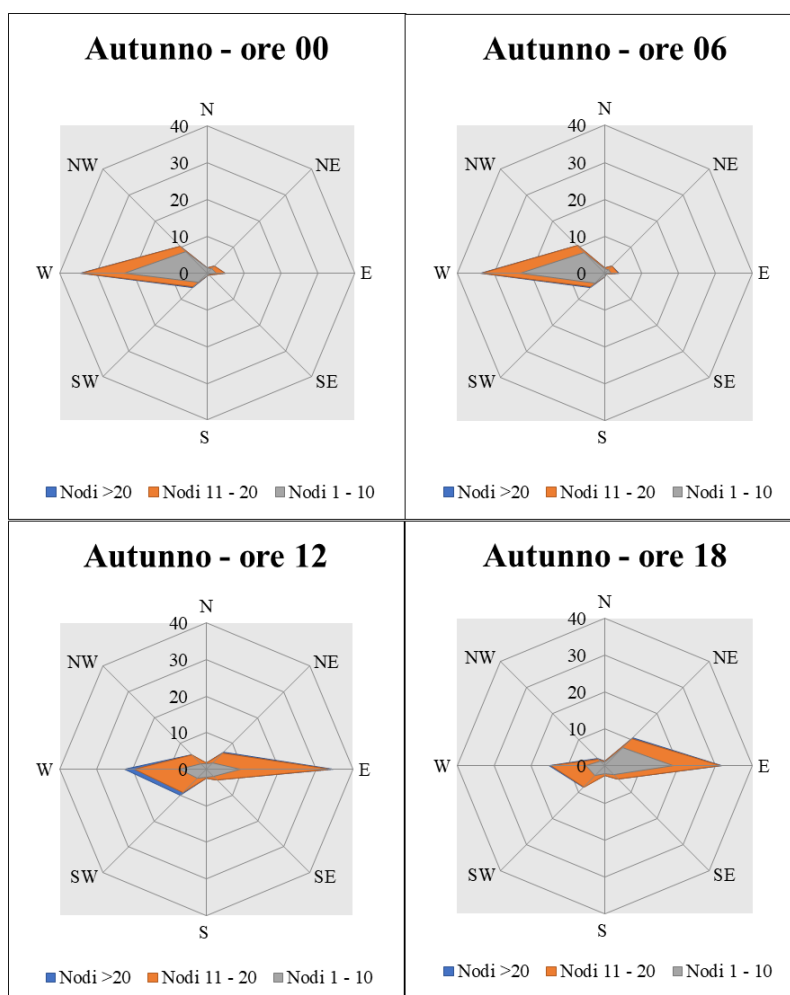 Autunno - ore 00
N
40
NW
30
NE
20
10
W
0
E
SW
SE
S
Nodi >20 Nodi 11 - 20 Nodi 1 - 10
Autunno - ore 06
N
40
NW
30
NE
20
10
W
0
E
SW
SE
S
Nodi >20 Nodi 11 - 20 Nodi 1 - 10
Autunno - ore 12
N
40
NW
30
NE
20
10
W
0
E
SW
SE
S
Nodi >20 Nodi 11 - 20 Nodi 1 - 10
Autunno - ore 18
N
40
NW
30
NE
20
10
W
0
E
SW
SE
S
Nodi >20 Nodi 11 - 20 Nodi 1 - 10